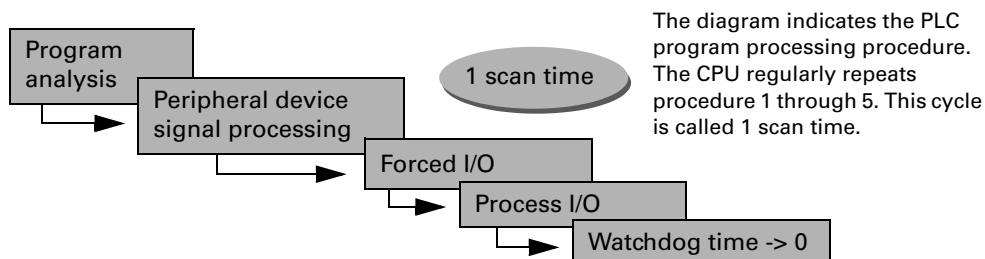 Program
analysis
Peripheral device
signal processing
Forced I/O
Process I/O
Watchdog time -> 0
1 scan time
The diagram indicates the PLC
program processing procedure.
The CPU regularly repeats
procedure 1 through 5. This cycle
is called 1 scan time.